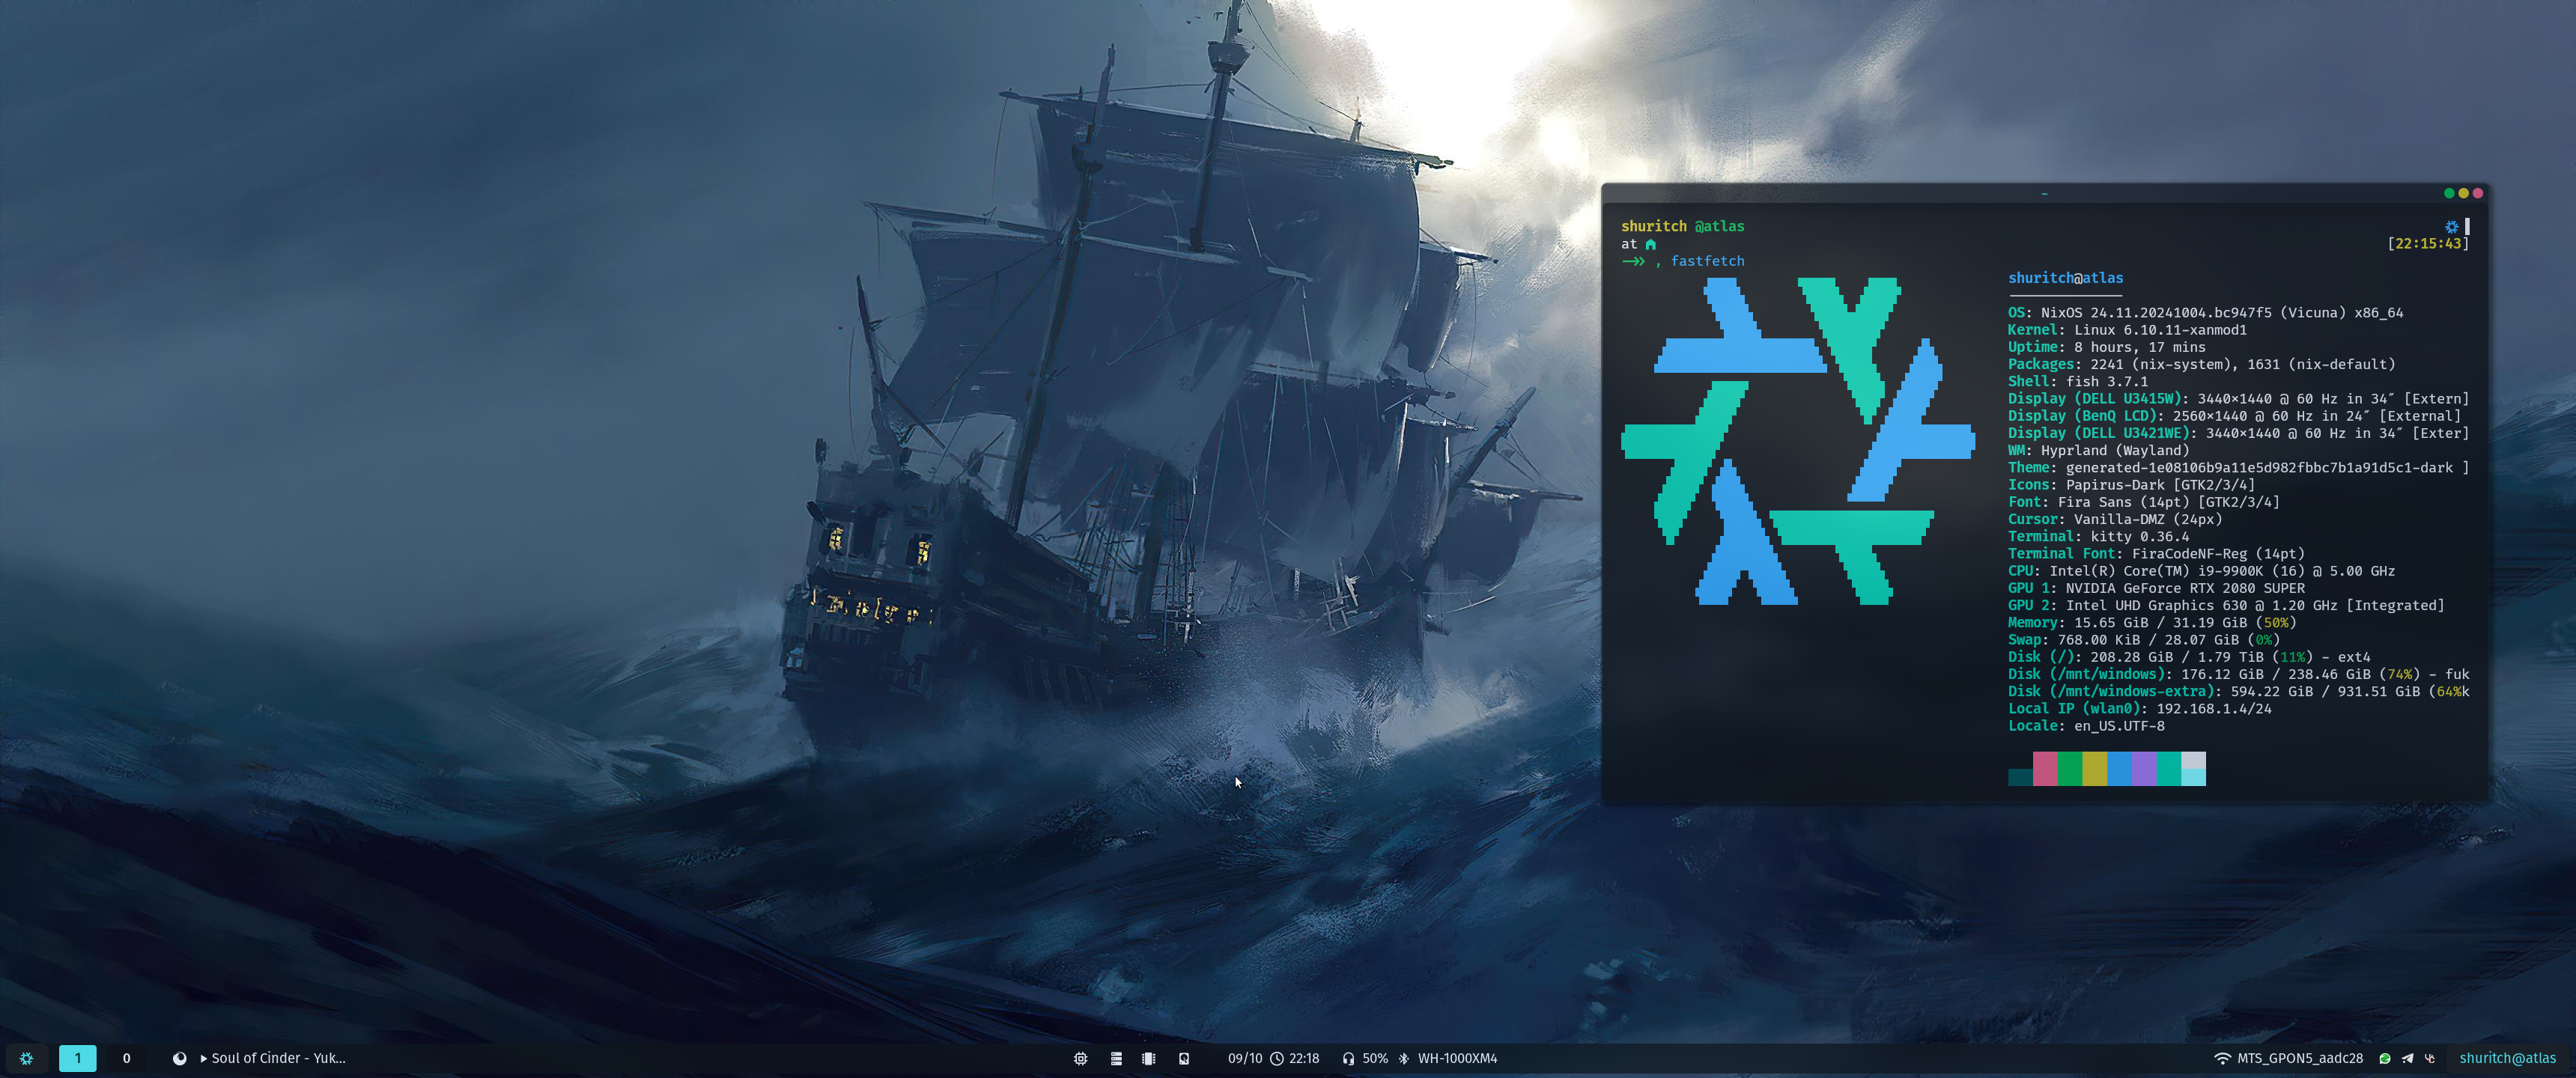 ~
shuritch @atlas
at [22:15:43]
, fastfetch
shuritch@atlas
OS: NixOS 24.11.20241004.bc947f5 (Vicuna) x86_64
Kernel: Linux 6.10.11-xanmod1
Uptime: 8 hours, 17 mins
Packages: 2241 (nix-system), 1631 (nix-default)
Shell: fish 3.7.1
Display (DELL U3415W): 3440×1440 @ 60 Hz in 34″ [Extern]
Display (BenQ LCD): 2560×1440 @ 60 Hz in 24″ [External]
Display (DELL U3421WE): 3440×1440 @ 60 Hz in 34″ [Exter]
WM: Hyprland (Wayland)
Theme: generated-1e08106b9a11e5d982fbbc7b1a91d5c1-dark ]
Icons: Papirus-Dark [GTK2/3/4]
Font: Fira Sans (14pt) [GTK2/3/4]
Cursor: Vanilla-DMZ (24px)
Terminal: kitty 0.36.4
Terminal Font: FiraCodeNF-Reg (14pt)
CPU: Intel(R) Core(TM) i9-9900K (16) @ 5.00 GHz
GPU 1: NVIDIA GeForce RTX 2080 SUPER
GPU 2: Intel UHD Graphics 630 @ 1.20 GHz [Integrated]
Memory: 15.65 GiB / 31.19 GiB (50%)
Swap: 768.00 KiB / 28.07 GiB (0%)
Disk (/): 208.28 GiB / 1.79 TiB (11%) - ext4
Disk (/mnt/windows): 176.12 GiB / 238.46 GiB (74%) - fuk
Disk (/mnt/windows-extra): 594.22 GiB / 931.51 GiB (64%k
Local IP (wlan0): 192.168.1.4/24
Locale: en_US.UTF-8
1 0 Soul of Cinder - Yuk... 09/10 22:18 50% WH-1000XM4 MTS_GPON5_aadc28 shuritch@atlas